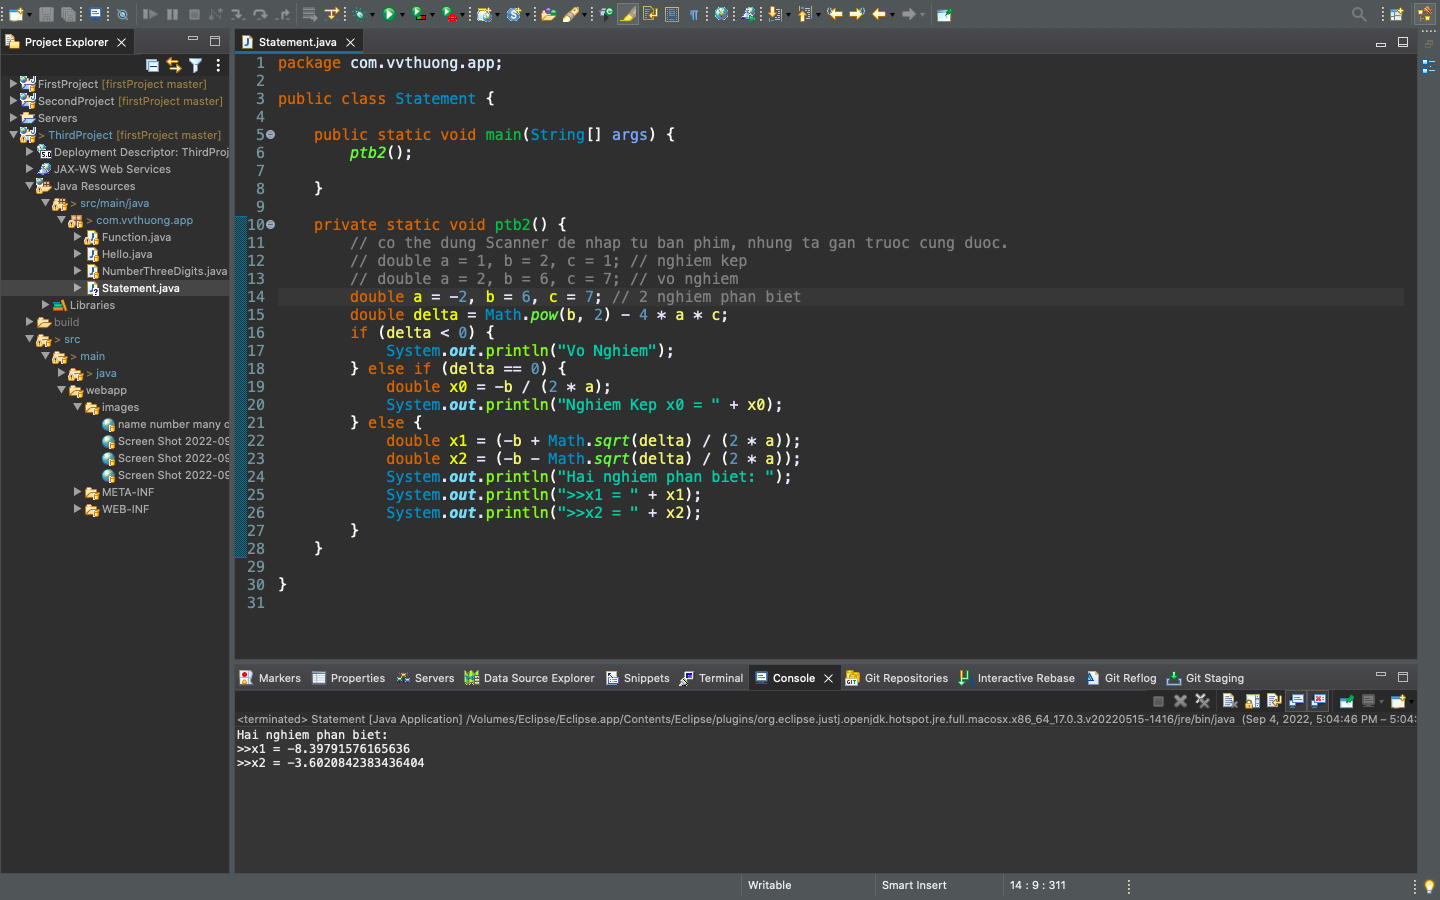 Project Explorer
Statement.java
FirstProject [firstProject master]
SecondProject [firstProject master]
Servers
> ThirdProject [firstProject master]
Deployment Descriptor: ThirdProj
JAX-WS Web Services
Java Resources
> src/main/java
> com.vvthuong.app
Function.java
Hello.java
NumberThreeDigits.java
Statement.java
Libraries
build
> src
> main
> java
webapp
images
name number many d
Screen Shot 2022-09
Screen Shot 2022-09
Screen Shot 2022-09
META-INF
WEB-INF
1 package com.vvthuong.app;
2
3 public class Statement {
4
5 public static void main(String[] args) {
6 ptb2();
7
8 }
9
10 private static void ptb2() {
11 // co the dung Scanner de nhap tu ban phim, nhung ta gan truoc cung duoc.
12 // double a = 1, b = 2, c = 1; // nghiem kep
13 // double a = 2, b = 6, c = 7; // vo nghiem
14 double a = -2, b = 6, c = 7; // 2 nghiem phan biet
15 double delta = Math.pow(b, 2) - 4 * a * c;
16 if (delta < 0) {
17 System.out.println("Vo Nghiem");
18 } else if (delta == 0) {
19 double x0 = -b / (2 * a);
20 System.out.println("Nghiem Kep x0 = " + x0);
21 } else {
22 double x1 = (-b + Math.sqrt(delta) / (2 * a));
23 double x2 = (-b - Math.sqrt(delta) / (2 * a));
24 System.out.println("Hai nghiem phan biet: ");
25 System.out.println(">>x1 = " + x1);
26 System.out.println(">>x2 = " + x2);
27 }
28 }
29
30 }
31
Markers Properties Servers Data Source Explorer Snippets Terminal Console Git Repositories Interactive Rebase Git Reflog Git Staging
<terminated> Statement [Java Application] /Volumes/Eclipse/Eclipse.app/Contents/Eclipse/plugins/org.eclipse.justj.openjdk.hotspot.jre.full.macosx.x86_64_17.0.3.v20220515-1416/jre/bin/java (Sep 4, 2022, 5:04:46 PM – 5:04:
Hai nghiem phan biet:
>>x1 = -8.39791576165636
>>x2 = -3.6020842383436404
Writable Smart Insert 14 : 9 : 311